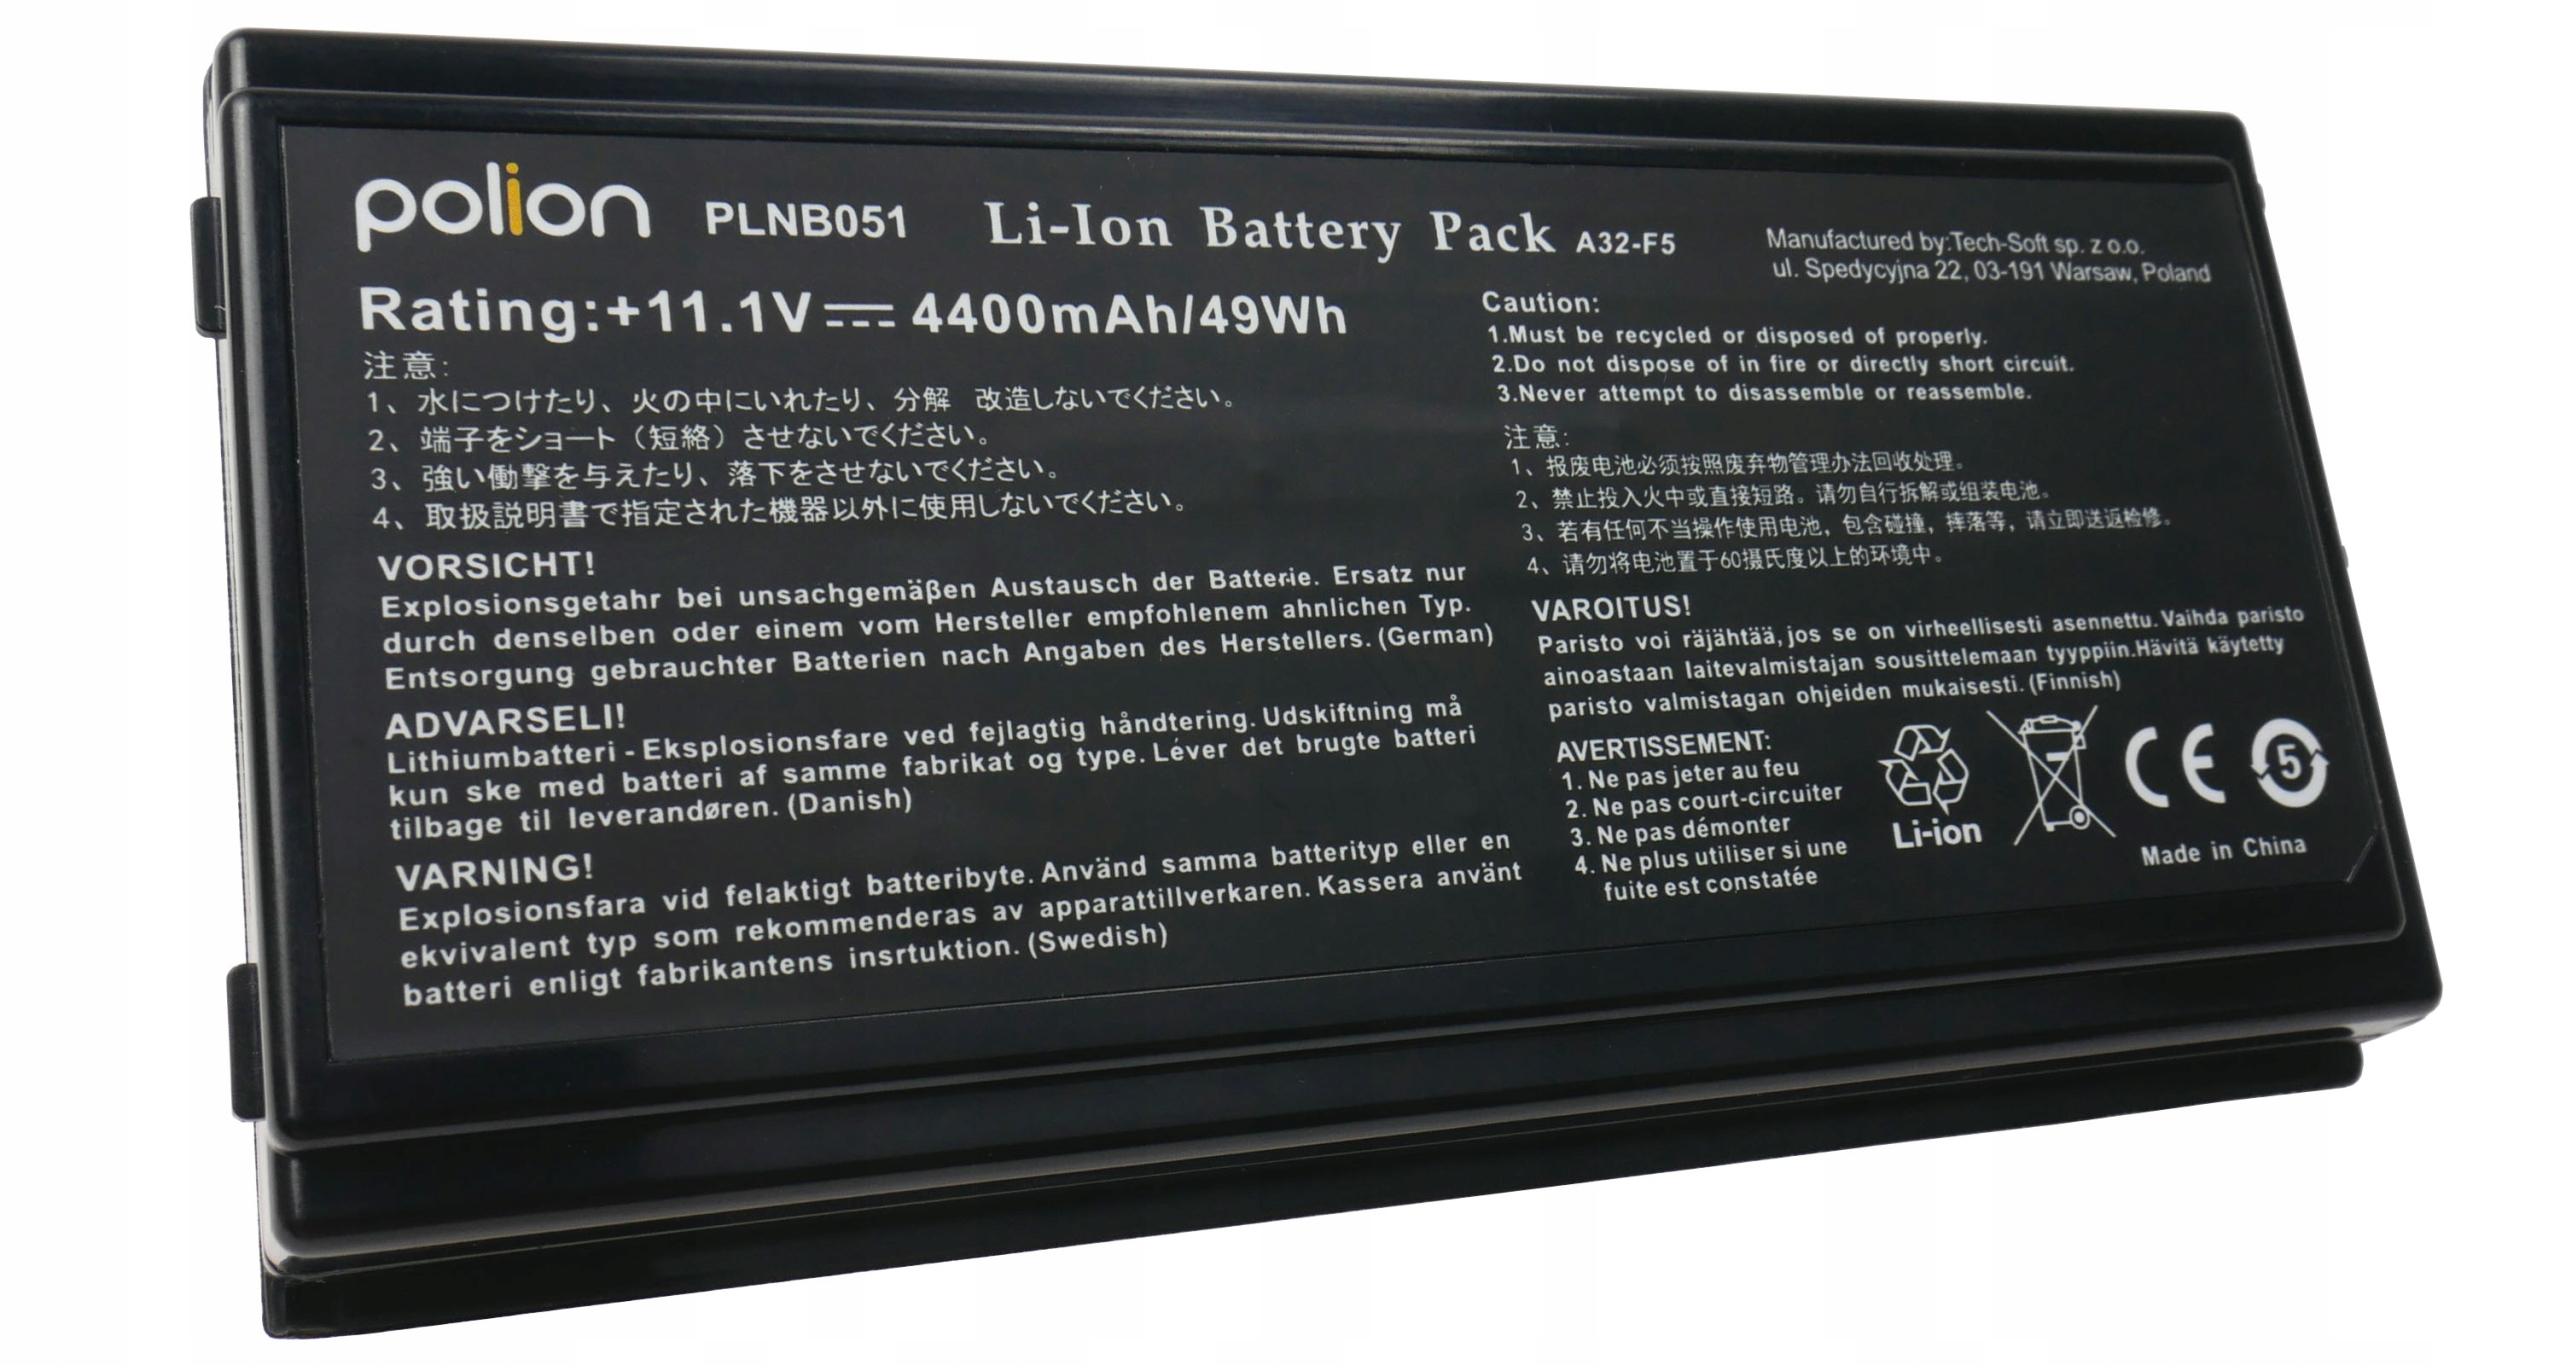 polion PLNB051 Li-Ion Battery Pack A32-F5
Manufactured by:Tech-Soft sp. z o.o.
ul. Spedycyjna 22, 03-191 Warsaw, Poland
Rating:+11.1V⎓4400mAh/49Wh
注意:
1、水につけたり、火の中にいれたり、分解 改造しないでください。
2、端子をショート（短絡）させないでください。
3、強い働撃を与えたり、落下をさせないでください。
4、取扱説明書で指定された機器以外に使用しないでください。
VORSICHT!
Explosionsgetahr bei unsachgemäβen Austausch der Batterie. Ersatz nur
durch denselben oder einem vom Hersteller empfohlenem ahnlichen Typ.
Entsorgung gebrauchter Batterien nach Angaben des Herstellers. (German)
ADVARSELI!
Lithiumbatteri - Eksplosionsfare ved fejlagtig håndtering. Udskiftning må
kun ske med batteri af samme fabrikat og type. Léver det brugte batteri
tilbage til leverandøren. (Danish)
VARNING!
Explosionsfara vid felaktigt batteribyte. Använd samma batterityp eller en
ekvivalent typ som rekommenderas av apparattillverkaren. Kassera använt
batteri enligt fabrikantens insrtuktion. (Swedish)
Caution:
1.Must be recycled or disposed of properly.
2.Do not dispose of in fire or directly short circuit.
3.Never attempt to disassemble or reassemble.
注意:
1、报废电池必须按照废弃物管理办法回收处理。
2、禁止投入火中或直接短路。请勿自行拆解或组装电池。
3、若有任何不当操作使用电池，包含碰撞，摔落等，请立即送返检修。
4、请勿将电池置于60摄氏度以上的环境中。
VAROITUS!
Paristo voi räjähtää, jos se on virheellisesti asennettu. Vaihda paristo
ainoastaan laitevalmistajan sousittelemaan tyyppiin.Hävitä käytetty
paristo valmistagan ohjeiden mukaisesti. (Finnish)
AVERTISSEMENT:
1. Ne pas jeter au feu
2. Ne pas court-circuiter
3. Ne pas démonter
4. Ne plus utiliser si une
fuite est constatée
Li-ion
CE
5
Made in China